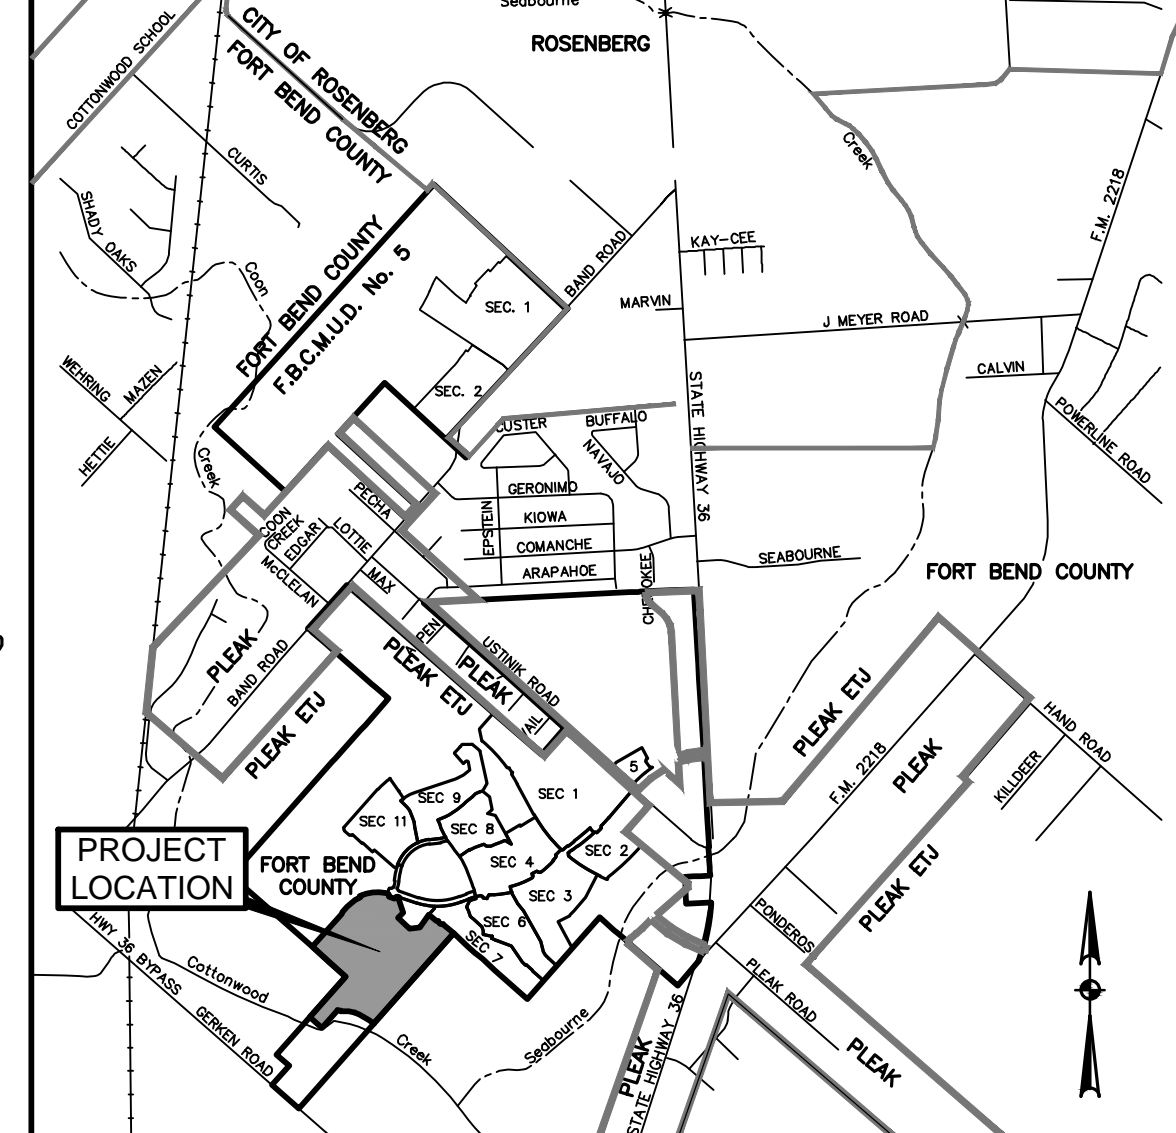 Seabourne
ROSENBERG
COTTONWOOD SCHOOL
CITY OF ROSENBERG
FORT BEND COUNTY
CURTIS
SHADY OAKS
Coon
Creek
F.M. 2218
KAY-CEE
BAND ROAD
MARVIN
J MEYER ROAD
CALVIN
POWERLINE ROAD
FORT BEND COUNTY
F.B.C.M.U.D. No. 5
SEC. 1
SEC. 2
WEHRING
MAZEN
HETTIE
Creek
STATE HIGHWAY 36
CUSTER
BUFFALO
NAVAJO
GERONIMO
KIOWA
COMANCHE
ARAPAHOE
EPSTEIN
CHEROKEE
SEABOURNE
FORT BEND COUNTY
PECHA
COON
CREEK
EDGAR
LOTTIE
McCLELAN
MAX
PEN
USTINIK ROAD
PLEAK
PLEAK ETJ
VAIL
PLEAK
BAND ROAD
PLEAK ETJ
PLEAK ETJ
F.M. 2218
PLEAK
HAND ROAD
KILLDEER
PLEAK ETJ
PONDEROS
PLEAK ROAD
PLEAK
5
SEC 1
SEC 9
SEC 11
SEC 8
SEC 4
SEC 2
SEC 3
SEC 6
SEC 7
PROJECT
LOCATION
FORT BEND
COUNTY
HWY 36 BYPASS
Cottonwood
Creek
GERKEN ROAD
Seabourne
PLEAK
STATE HIGHWAY 36